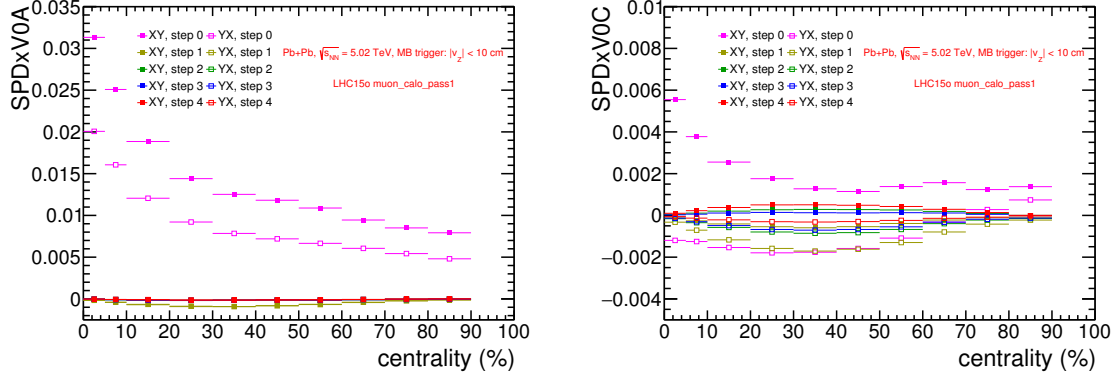 SPDxV0A
0.035
0.03
0.025
0.02
0.015
0.01
0.005
0
XY, step 0 YX, step 0
XY, step 1 YX, step 1
XY, step 2 YX, step 2
XY, step 3 YX, step 3
XY, step 4 YX, step 4
Pb+Pb, √s_NN = 5.02 TeV, MB trigger: |v_Z| < 10 cm
LHC15o muon_calo_pass1
0 10 20 30 40 50 60 70 80 90 100
centrality (%)
SPDxV0C
0.01
0.008
0.006
0.004
0.002
0
−0.002
−0.004
XY, step 0 YX, step 0
XY, step 1 YX, step 1
XY, step 2 YX, step 2
XY, step 3 YX, step 3
XY, step 4 YX, step 4
Pb+Pb, √s_NN = 5.02 TeV, MB trigger: |v_Z| < 10 cm
LHC15o muon_calo_pass1
0 10 20 30 40 50 60 70 80 90 100
centrality (%)